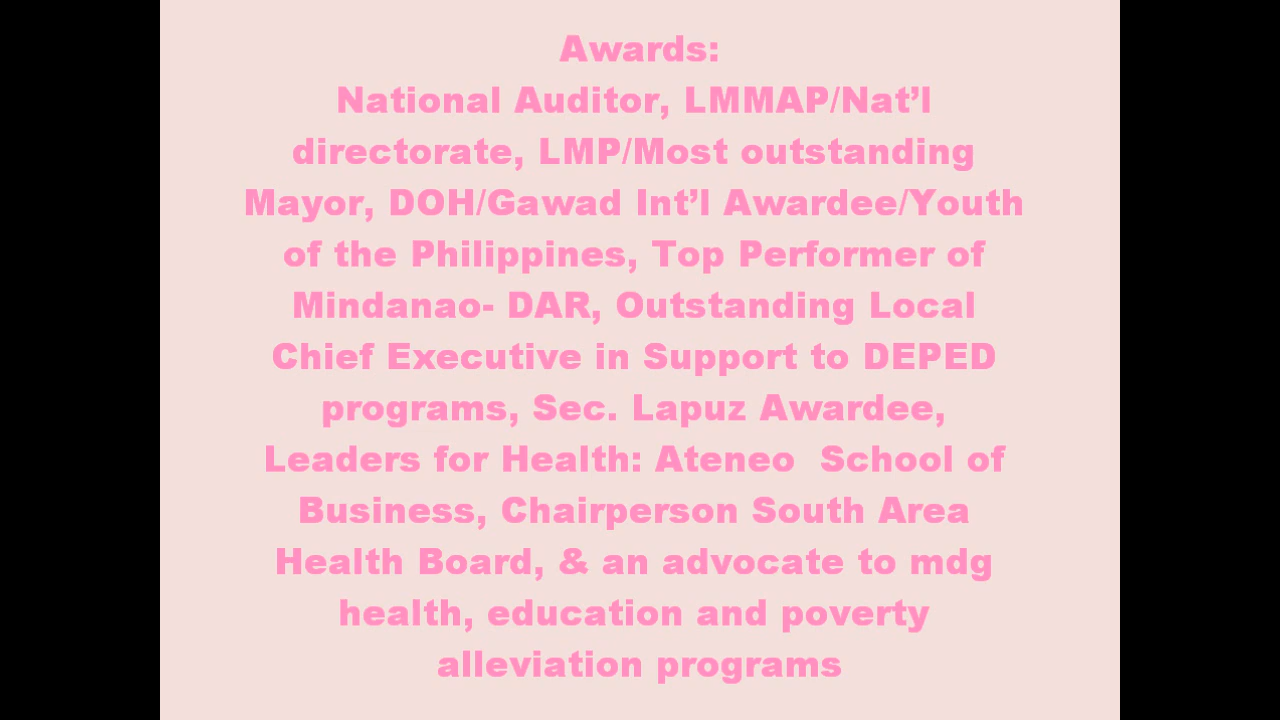 Awards:
National Auditor, LMMAP/Nat’l
directorate, LMP/Most outstanding
Mayor, DOH/Gawad Int’l Awardee/Youth
of the Philippines, Top Performer of
Mindanao- DAR, Outstanding Local
Chief Executive in Support to DEPED
programs, Sec. Lapuz Awardee,
Leaders for Health: Ateneo  School of
Business, Chairperson South Area
Health Board, & an advocate to mdg
health, education and poverty
alleviation programs